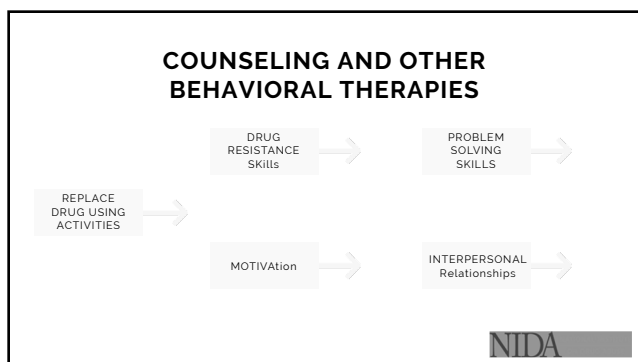 COUNSELING AND OTHER
BEHAVIORAL THERAPIES
DRUG
RESISTANCE
SKills
PROBLEM
SOLVING
SKILLS
REPLACE
DRUG USING
ACTIVITIES
MOTIVAtion
INTERPERSONAL
Relationships
NIDA